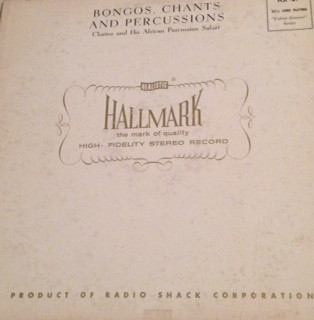 BONGOS, CHANTS
AND PERCUSSIONS
Chaino and His African Percussion Safari
HALLMARK
the mark of quality
HIGH- FIDELITY STEREO RECORD
PRODUCT OF RADIO SHACK CORPORATION